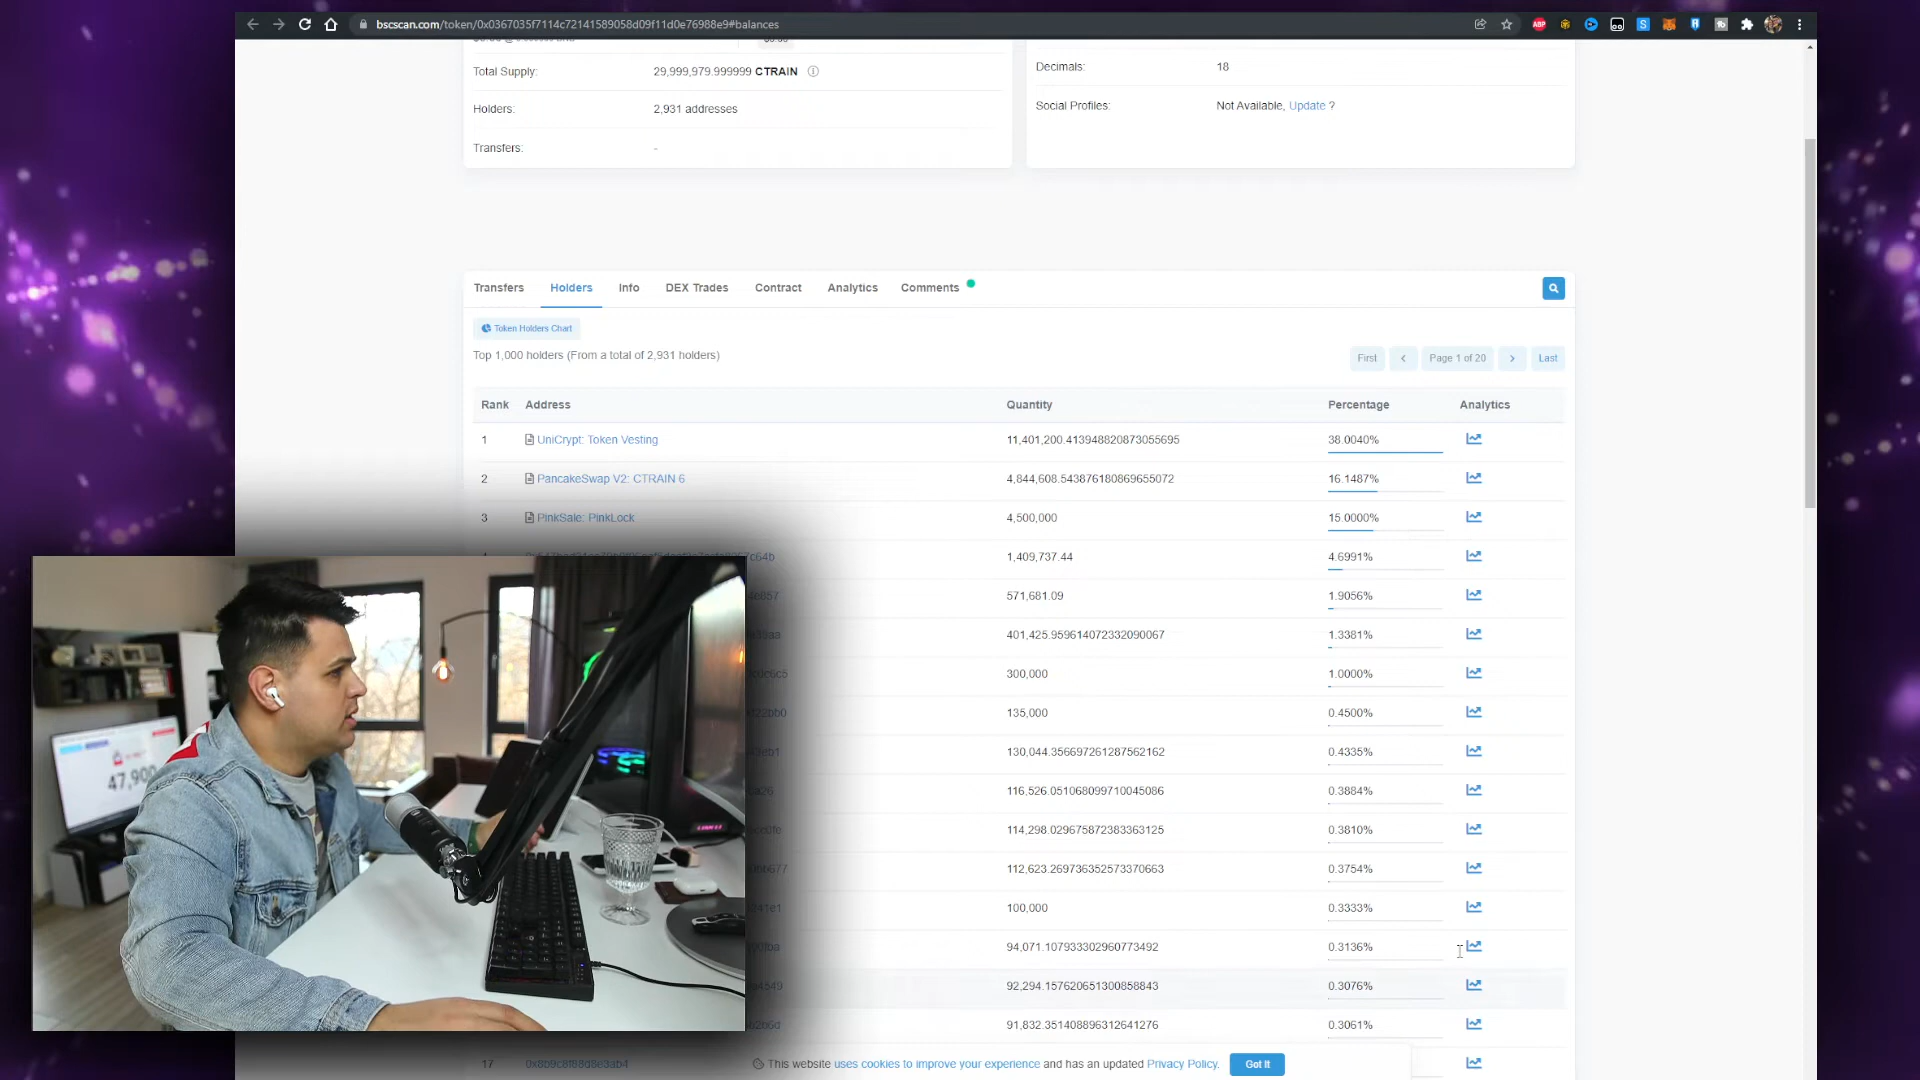 bscscan.com/token/0x0367035f7114c72141589058d09f11d0e76988e9#balances
Total Supply: 29,999,979.999999 CTRAIN
Decimals: 18
Holders: 2,931 addresses
Social Profiles: Not Available, Update ?
Transfers: -
Transfers Holders Info DEX Trades Contract Analytics Comments
Token Holders Chart
Top 1,000 holders (From a total of 2,931 holders)
First < Page 1 of 20 > Last
Rank Address Quantity Percentage Analytics
1 UniCrypt: Token Vesting 11,401,200.413948820873055695 38.0040%
2 PancakeSwap V2: CTRAIN 6 4,844,608.543876180869655072 16.1487%
3 PinkSale: PinkLock 4,500,000 15.0000%
1,409,737.44 4.6991%
571,681.09 1.9056%
401,425.959614072332090067 1.3381%
300,000 1.0000%
135,000 0.4500%
130,044.356697261287562162 0.4335%
116,526.051068099710045086 0.3884%
114,298.029675872383363125 0.3810%
112,623.269736352573370663 0.3754%
100,000 0.3333%
94,071.107933302960773492 0.3136%
92,294.157620651300858843 0.3076%
91,832.351408896312641276 0.3061%
17
This website uses cookies to improve your experience and has an updated Privacy Policy. Got It
47,900